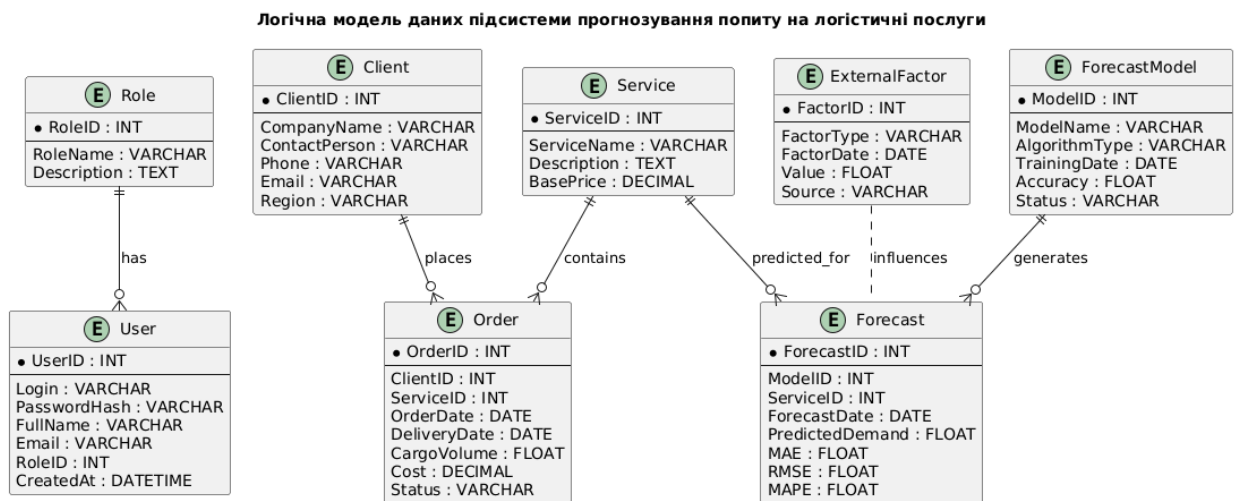 Логічна модель даних підсистеми прогнозування попиту на логістичні послуги
E Role
RoleID : INT
RoleName : VARCHAR
Description : TEXT
E Client
ClientID : INT
CompanyName : VARCHAR
ContactPerson : VARCHAR
Phone : VARCHAR
Email : VARCHAR
Region : VARCHAR
E Service
ServiceID : INT
ServiceName : VARCHAR
Description : TEXT
BasePrice : DECIMAL
E ExternalFactor
FactorID : INT
FactorType : VARCHAR
FactorDate : DATE
Value : FLOAT
Source : VARCHAR
E ForecastModel
ModelID : INT
ModelName : VARCHAR
AlgorithmType : VARCHAR
TrainingDate : DATE
Accuracy : FLOAT
Status : VARCHAR
has
places
contains
predicted_for
influences
generates
E User
UserID : INT
Login : VARCHAR
PasswordHash : VARCHAR
FullName : VARCHAR
Email : VARCHAR
RoleID : INT
CreatedAt : DATETIME
E Order
OrderID : INT
ClientID : INT
ServiceID : INT
OrderDate : DATE
DeliveryDate : DATE
CargoVolume : FLOAT
Cost : DECIMAL
Status : VARCHAR
E Forecast
ForecastID : INT
ModelID : INT
ServiceID : INT
ForecastDate : DATE
PredictedDemand : FLOAT
MAE : FLOAT
RMSE : FLOAT
MAPE : FLOAT